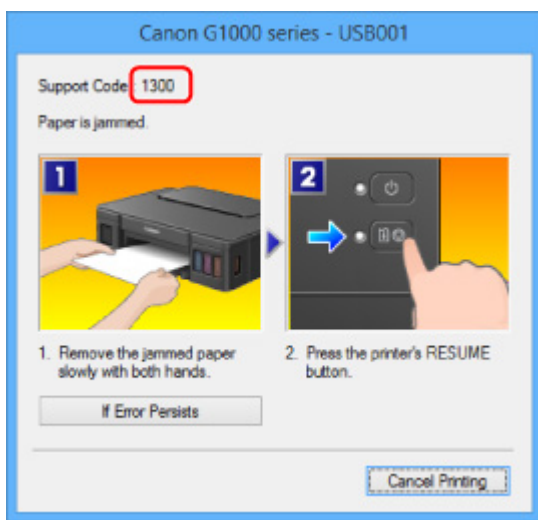 Canon G1000 series - USB001
Support Code : 1300
Paper is jammed.
1
2
1. Remove the jammed paper
slowly with both hands.
2. Press the printer's RESUME
button.
If Error Persists
Cancel Printing